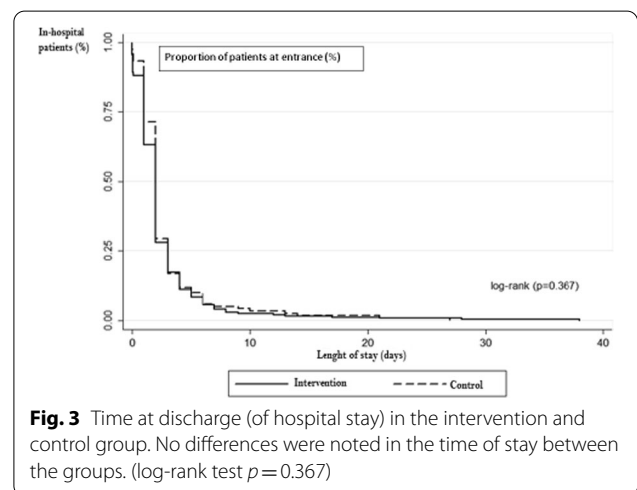 In-hospital
patients (%)
Proportion of patients at entrance (%)
1.00
0.75
0.50
0.25
0.00
log-rank (p=0.367)
0 10 20 30 40
Lenght of stay (days)
Intervention Control
Fig. 3 Time at discharge (of hospital stay) in the intervention and
control group. No differences were noted in the time of stay between
the groups. (log-rank test p = 0.367)